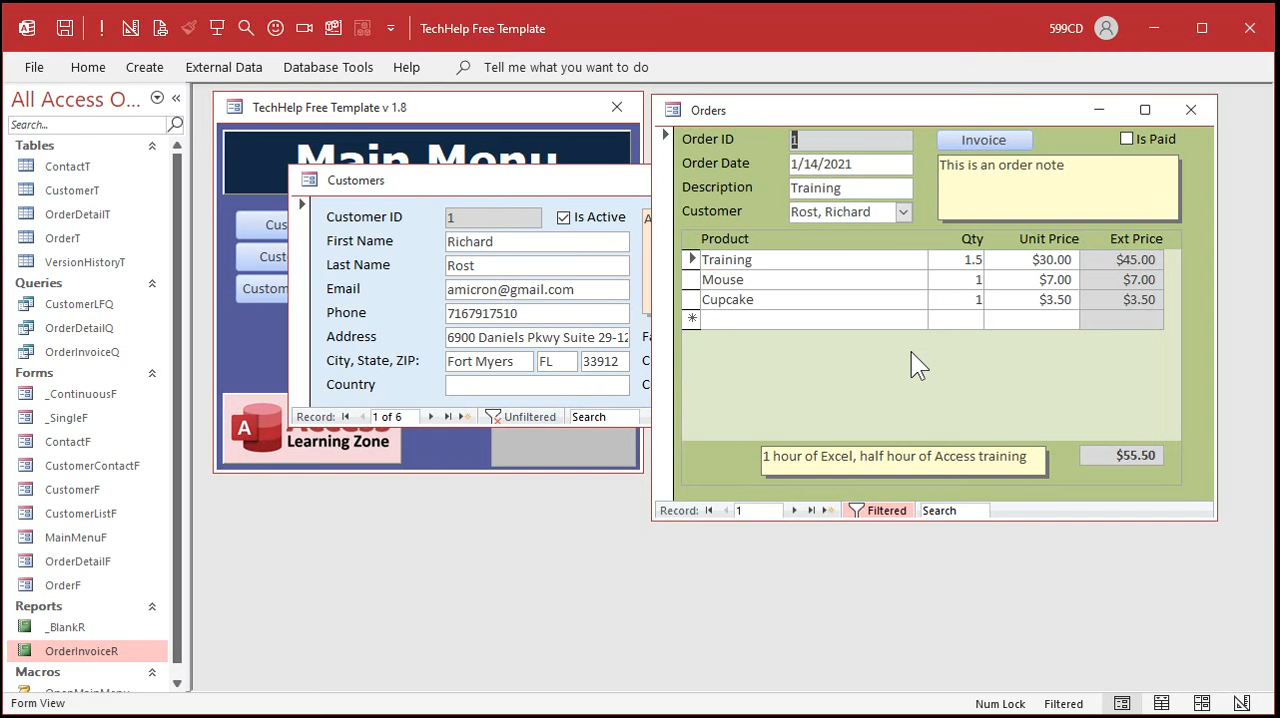 TechHelp Free Template
599CD
File Home Create External Data Database Tools Help Tell me what you want to do
All Access O...
Search...
Tables
ContactT
CustomerT
OrderDetailT
OrderT
VersionHistoryT
Queries
CustomerLFQ
OrderDetailQ
OrderInvoiceQ
Forms
_ContinuousF
_SingleF
ContactF
CustomerContactF
CustomerF
CustomerListF
MainMenuF
OrderDetailF
OrderF
Reports
_BlankR
OrderInvoiceR
Macros
OpenMainMenu
TechHelp Free Template v 1.8
Main Menu
Cus
Cust
Custom
A
Learning Zone
Customers
Customer ID 1 Is Active
First Name Richard
Last Name Rost
Email amicron@gmail.com
Phone 7167917510
Address 6900 Daniels Pkwy Suite 29-12
City, State, ZIP: Fort Myers FL 33912
Country
A
Fa
C
C
Record: 1 of 6 Unfiltered Search
Orders
Order ID 1 Invoice Is Paid
Order Date 1/14/2021 This is an order note
Description Training
Customer Rost, Richard
Product Qty Unit Price Ext Price
Training 1.5 $30.00 $45.00
Mouse 1 $7.00 $7.00
Cupcake 1 $3.50 $3.50
1 hour of Excel, half hour of Access training $55.50
Record: 1 Filtered Search
Form View
Num Lock Filtered